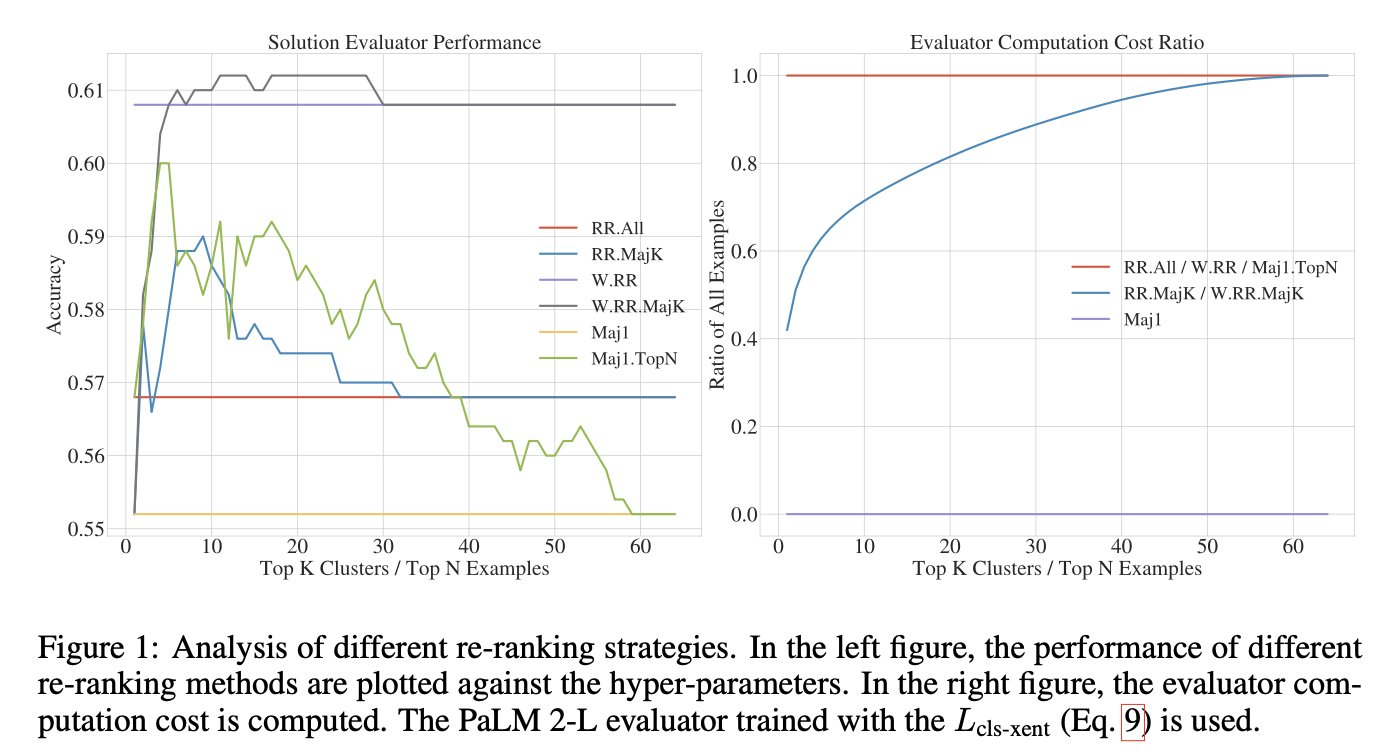 Solution Evaluator Performance
Accuracy
0.61
0.60
0.59
0.58
0.57
0.56
0.55
RR.All
RR.MajK
W.RR
W.RR.MajK
Maj1
Maj1.TopN
0 10 20 30 40 50 60
Top K Clusters / Top N Examples
Evaluator Computation Cost Ratio
Ratio of All Examples
1.0
0.8
0.6
0.4
0.2
0.0
RR.All / W.RR / Maj1.TopN
RR.MajK / W.RR.MajK
Maj1
0 10 20 30 40 50 60
Top K Clusters / Top N Examples
Figure 1: Analysis of different re-ranking strategies. In the left figure, the performance of different
re-ranking methods are plotted against the hyper-parameters. In the right figure, the evaluator com-
putation cost is computed. The PaLM 2-L evaluator trained with the L_cls-xent (Eq. 9) is used.